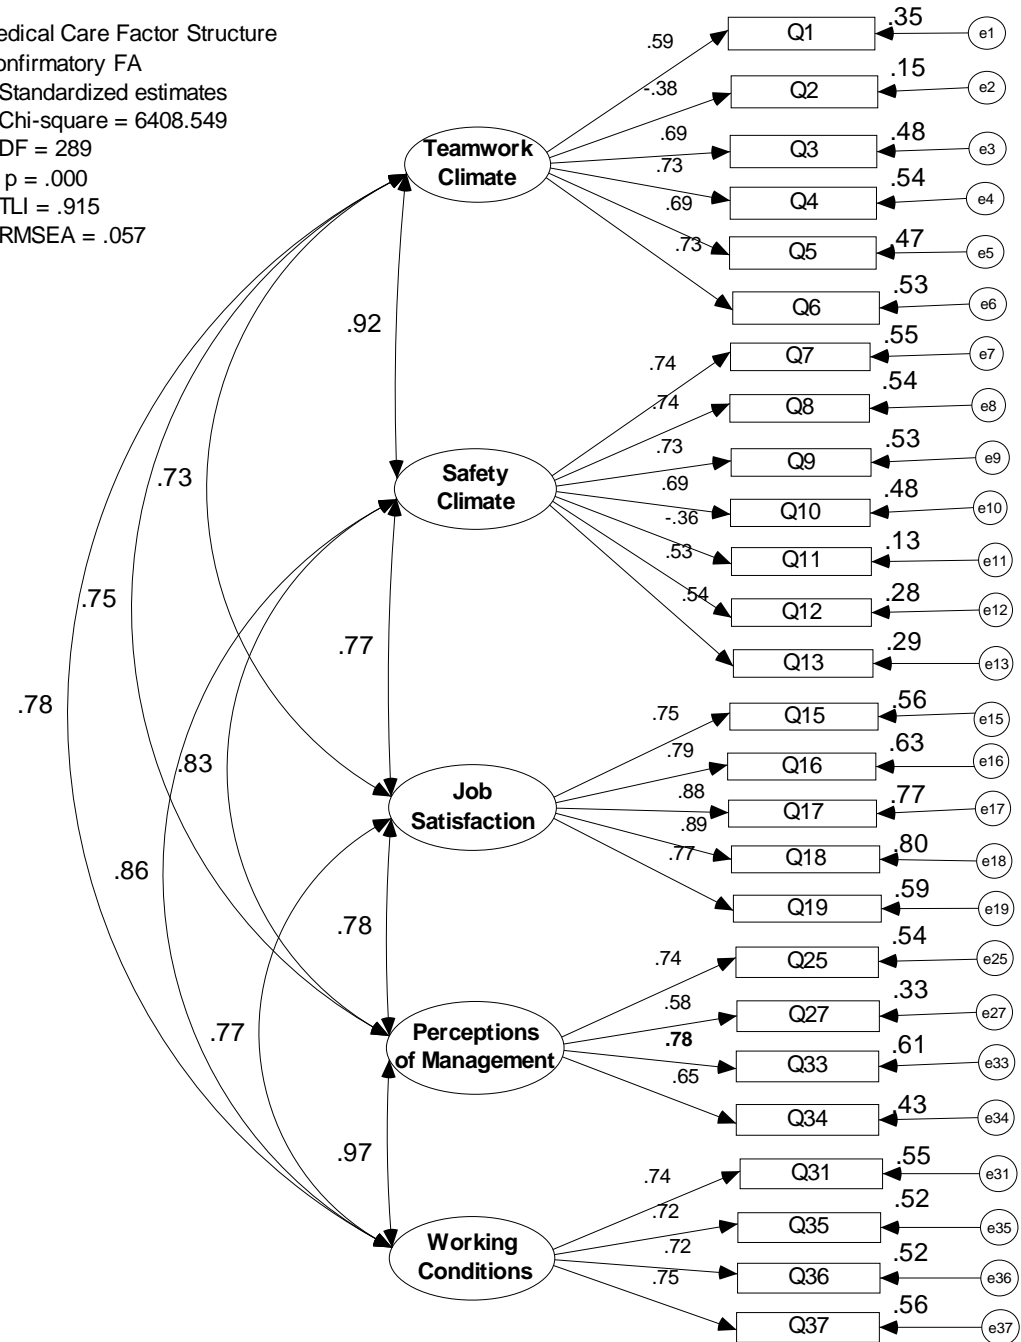 edical Care Factor Structure
onfirmatory FA
Standardized estimates
Chi-square = 6408.549
DF = 289
p = .000
TLI = .915
RMSEA = .057
.59
Q1
.35
e1
-.38
Q2
.15
e2
.69
Q3
.48
e3
Teamwork
Climate
.73
Q4
.54
e4
.69
Q5
.47
e5
.73
Q6
.53
e6
.92
.74
Q7
.55
e7
.74
Q8
.54
e8
.73
Q9
.53
e9
Safety
Climate
.69
Q10
.48
e10
-.36
Q11
.13
e11
.53
Q12
.28
e12
.54
Q13
.29
e13
.73
.75
.77
.78
.83
.86
.75
Q15
.56
e15
.79
Q16
.63
e16
Job
Satisfaction
.88
Q17
.77
e17
.89
Q18
.80
e18
.77
Q19
.59
e19
.78
.77
.74
Q25
.54
e25
.58
Q27
.33
e27
Perceptions
of Management
.78
Q33
.61
e33
.65
Q34
.43
e34
.97
.74
Q31
.55
e31
.72
Q35
.52
e35
Working
Conditions
.72
Q36
.52
e36
.75
Q37
.56
e37